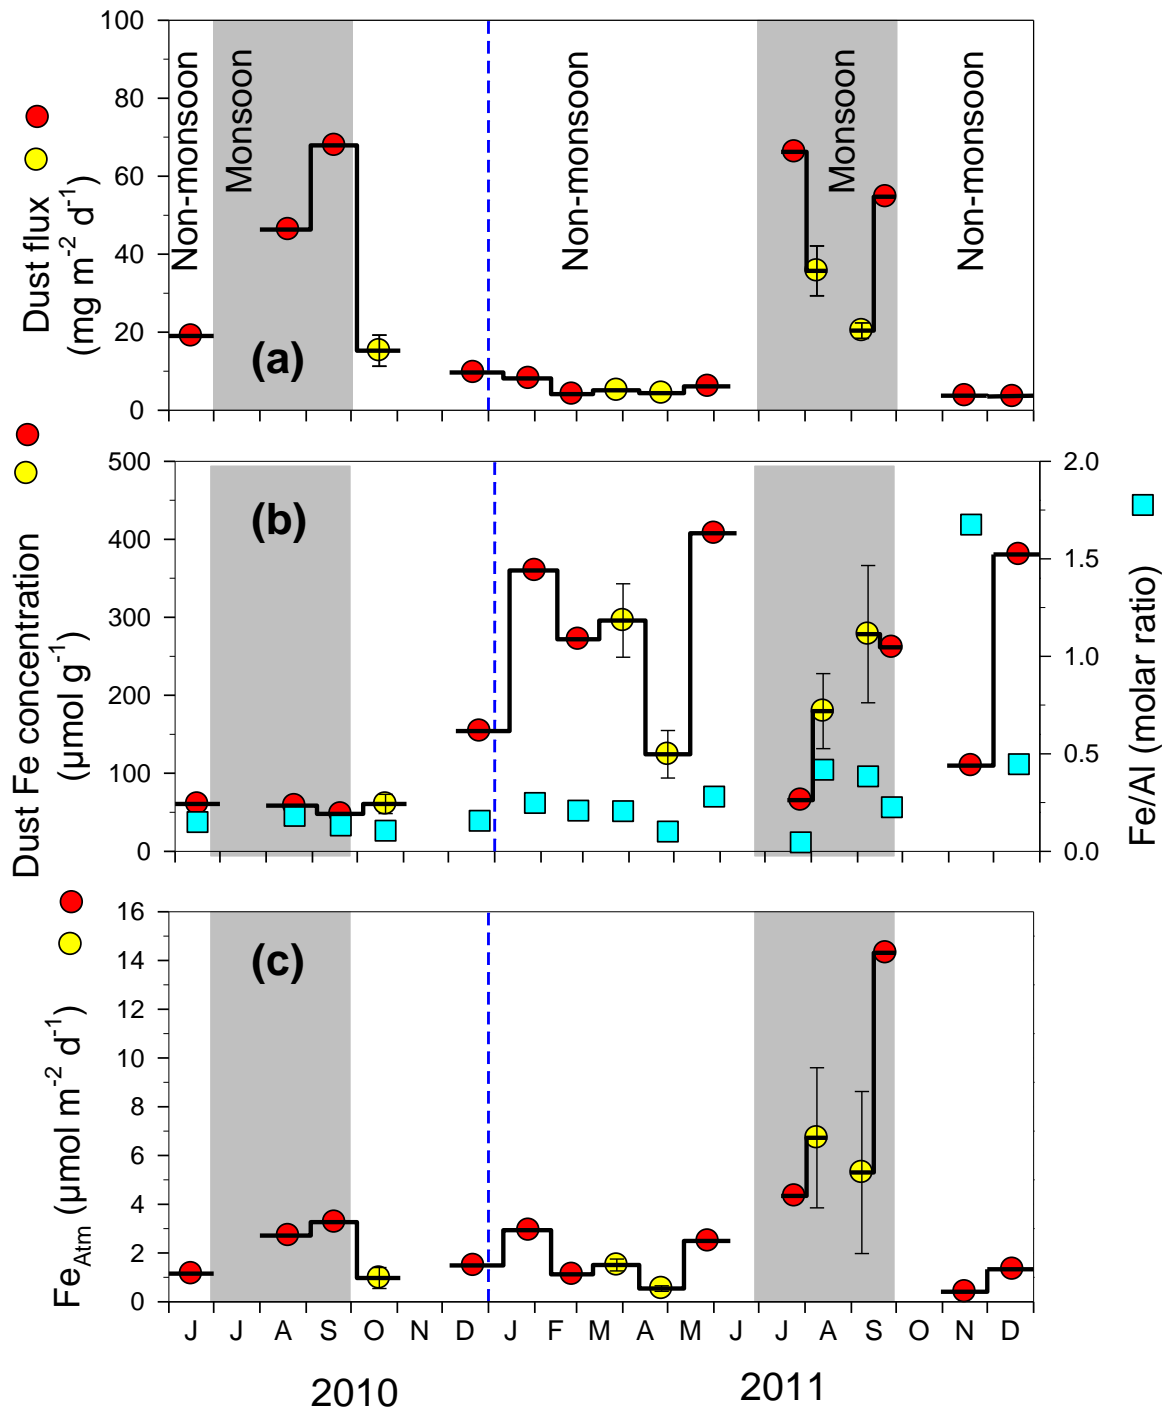 100
80
60
40
20
0
Dust flux
(mg m⁻² d⁻¹)
Non-monsoon
Monsoon
Non-monsoon
Monsoon
Non-monsoon
(a)
500
400
300
200
100
0
Dust Fe concentration
(µmol g⁻¹)
(b)
2.0
1.5
1.0
0.5
0.0
Fe/Al (molar ratio)
16
14
12
10
8
6
4
2
0
Fe_Atm (µmol m⁻² d⁻¹)
(c)
J J A S O N D J F M A M J J A S O N D
2010 2011